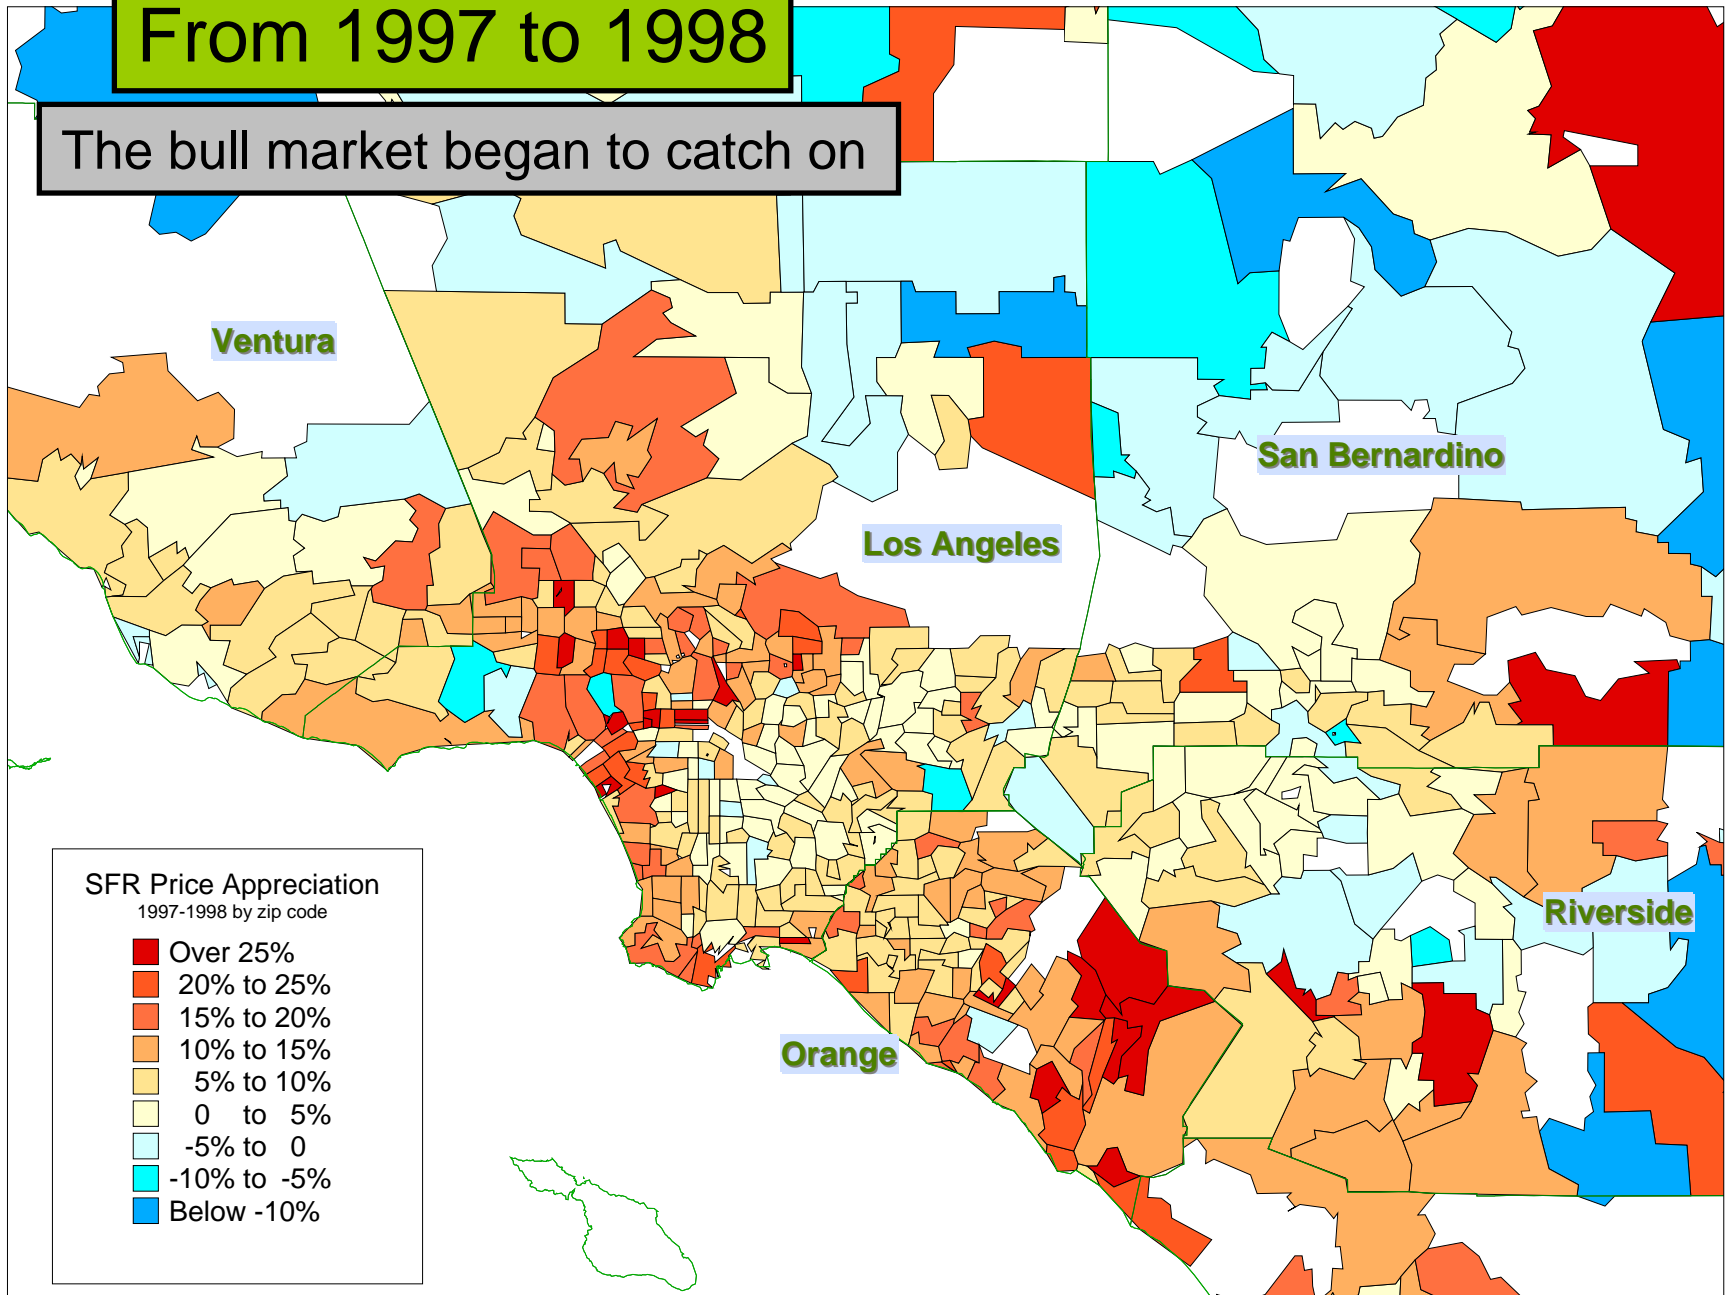 From 1997 to 1998
The bull market began to catch on
Ventura
San Bernardino
Los Angeles
Riverside
Orange
SFR Price Appreciation
1997-1998 by zip code
Over 25%
20% to 25%
15% to 20%
10% to 15%
5% to 10%
0 to 5%
-5% to 0
-10% to -5%
Below -10%